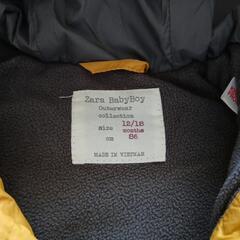 Zara BabyBoy
Outerwear
collection
size 12/18 months
cm 86
MADE IN VIETNAM